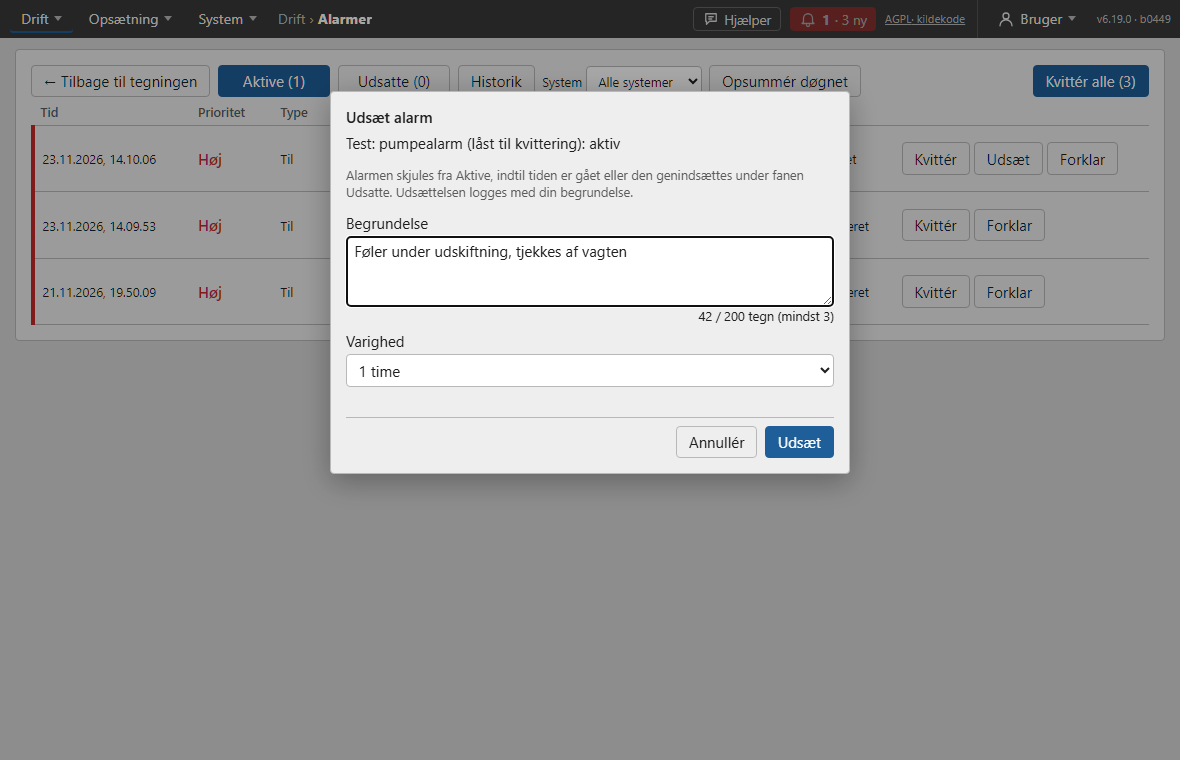 Drift Opsætning System Drift › Alarmer Hjælper 1 · 3 ny AGPL· kildekode Bruger v6.19.0 · b0449
← Tilbage til tegningen Aktive (1) Udsatte (0) Historik System Alle systemer Opsummér døgnet Kvittér alle (3)
Tid Prioritet Type
23.11.2026, 14.10.06 Høj Til Kvittér Udsæt Forklar
23.11.2026, 14.09.53 Høj Til Kvittér Forklar
21.11.2026, 19.50.09 Høj Til Kvittér Forklar
Udsæt alarm
Test: pumpealarm (låst til kvittering): aktiv
Alarmen skjules fra Aktive, indtil tiden er gået eller den genindsættes under fanen
Udsatte. Udsættelsen logges med din begrundelse.
Begrundelse
Føler under udskiftning, tjekkes af vagten
42 / 200 tegn (mindst 3)
Varighed
1 time
Annullér Udsæt